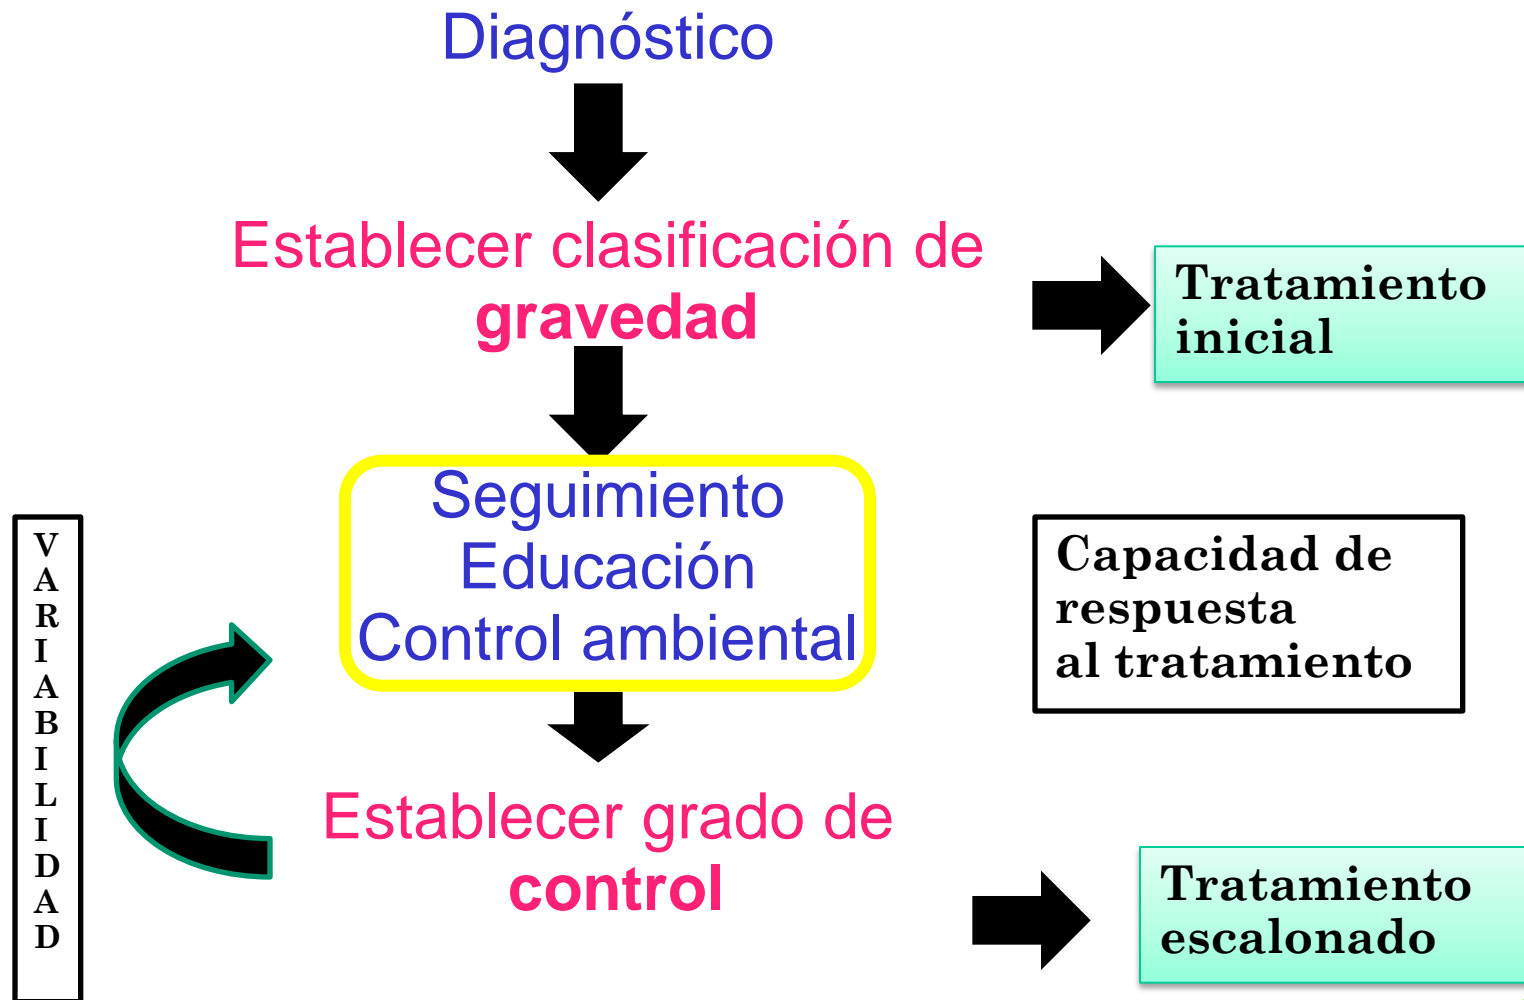 Diagnóstico
Establecer clasificación de
gravedad
Tratamiento
inicial
Seguimiento
Educación
Control ambiental
VARIABILIDAD
Capacidad de
respuesta
al tratamiento
Establecer grado de
control
Tratamiento
escalonado